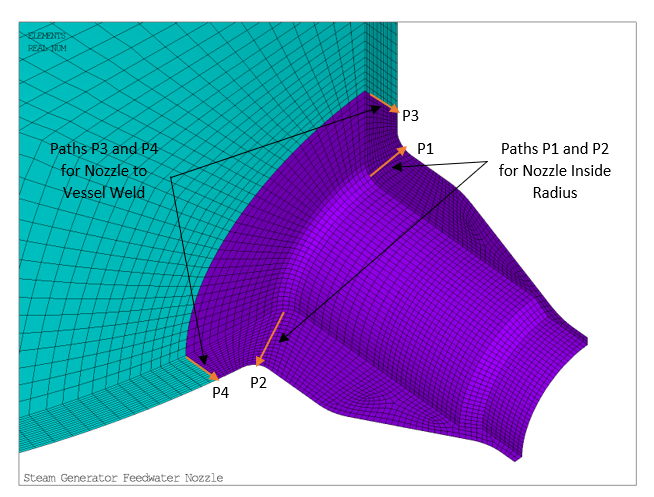 ELEMENTS
REAL NUM
P3
P1
Paths P3 and P4
for Nozzle to
Vessel Weld
Paths P1 and P2
for Nozzle Inside
Radius
P2
P4
Steam Generator Feedwater Nozzle